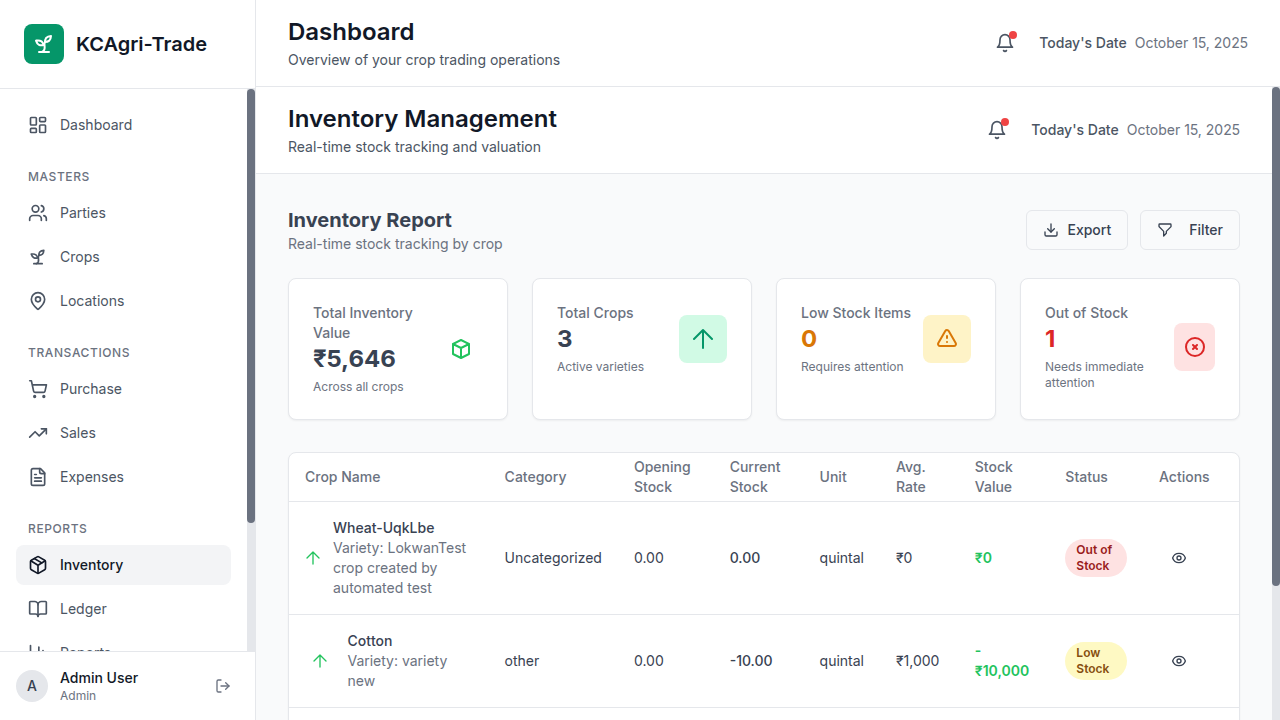 KCAgri-Trade
Dashboard
MASTERS
Parties
Crops
Locations
TRANSACTIONS
Purchase
Sales
Expenses
REPORTS
Inventory
Ledger
Reports
A
Admin User
Admin
Dashboard
Overview of your crop trading operations
Today's Date October 15, 2025
Inventory Management
Real-time stock tracking and valuation
Today's Date October 15, 2025
Inventory Report
Real-time stock tracking by crop
Export
Filter
Total Inventory
Value
₹5,646
Across all crops
Total Crops
3
Active varieties
Low Stock Items
0
Requires attention
Out of Stock
1
Needs immediate
attention
Crop Name
Category
Opening
Stock
Current
Stock
Unit
Avg.
Rate
Stock
Value
Status
Actions
Wheat-UqkLbe
Variety: LokwanTest
crop created by
automated test
Uncategorized
0.00
0.00
quintal
₹0
₹0
Out of
Stock
Cotton
Variety: variety
new
other
0.00
-10.00
quintal
₹1,000
-
₹10,000
Low
Stock